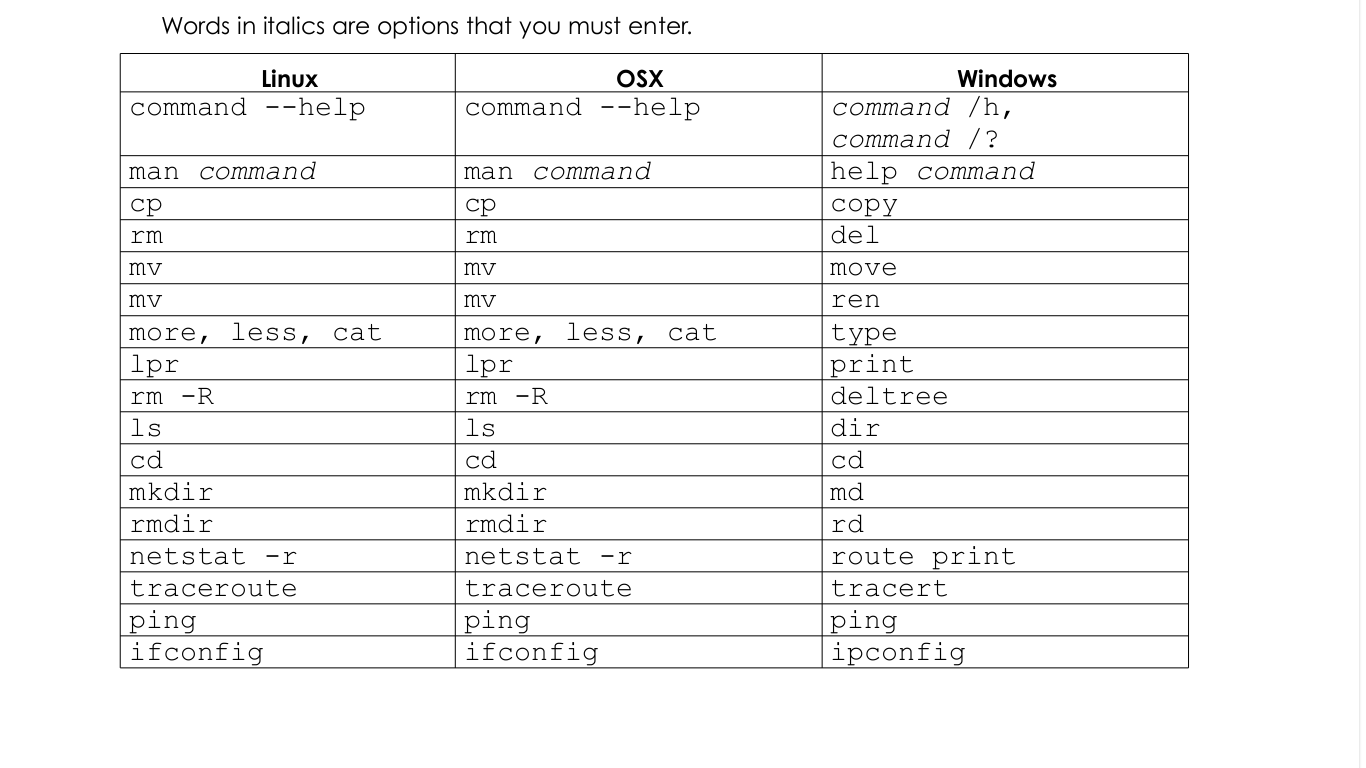 Words in italics are options that you must enter.
Linux OSX Windows
command --help command --help command /h,
command /?
man command man command help command
cp cp copy
rm rm del
mv mv move
mv mv ren
more, less, cat more, less, cat type
lpr lpr print
rm -R rm -R deltree
ls ls dir
cd cd cd
mkdir mkdir md
rmdir rmdir rd
netstat -r netstat -r route print
traceroute traceroute tracert
ping ping ping
ifconfig ifconfig ipconfig